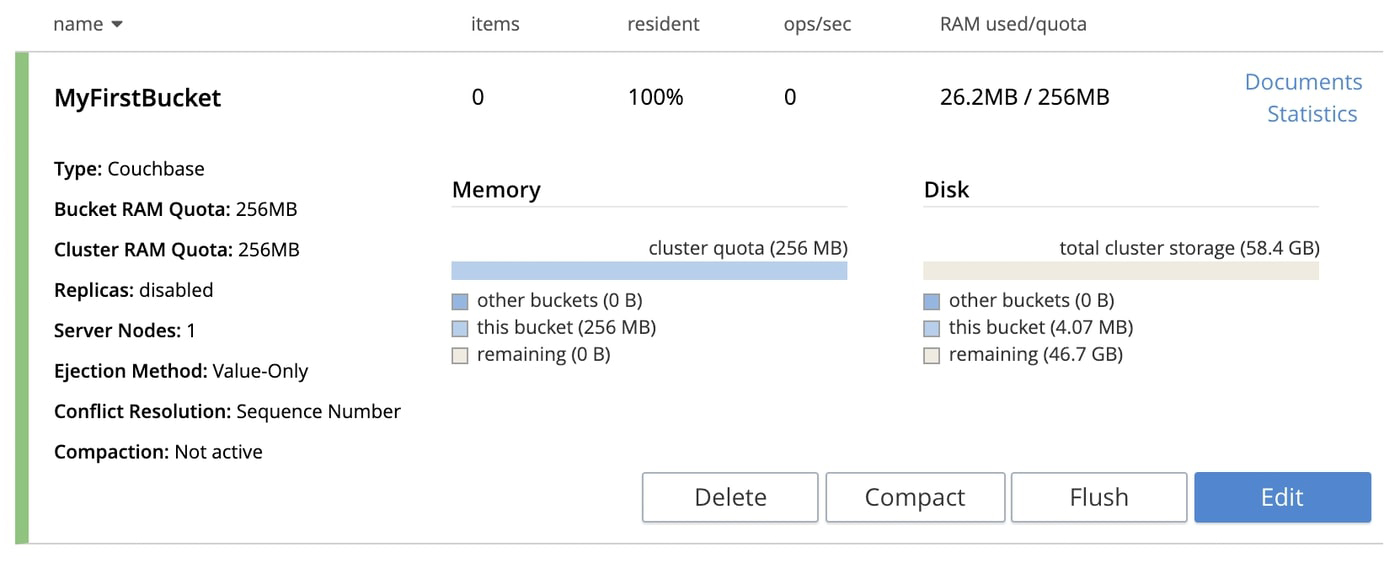 name items resident ops/sec RAM used/quota
MyFirstBucket 0 100% 0 26.2MB / 256MB Documents
Statistics
Type: Couchbase
Bucket RAM Quota: 256MB
Cluster RAM Quota: 256MB
Replicas: disabled
Server Nodes: 1
Ejection Method: Value-Only
Conflict Resolution: Sequence Number
Compaction: Not active
Memory
cluster quota (256 MB)
other buckets (0 B)
this bucket (256 MB)
remaining (0 B)
Disk
total cluster storage (58.4 GB)
other buckets (0 B)
this bucket (4.07 MB)
remaining (46.7 GB)
Delete Compact Flush Edit